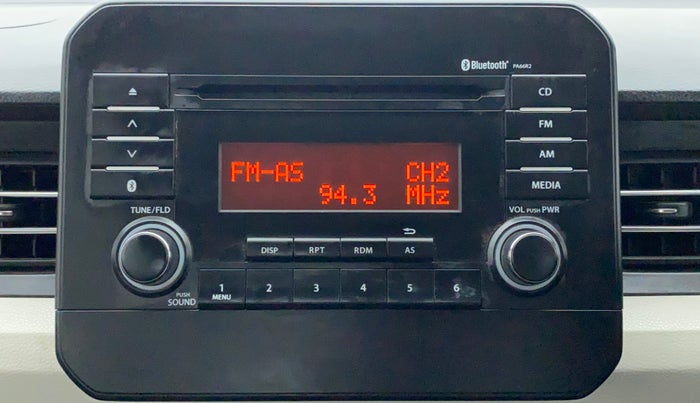 Bluetooth® PA66R2
CD
FM
AM
MEDIA
FM-AS CH2
94.3 MHz
TUNE/FLD
VOL PUSH PWR
DISP RPT RDM AS
PUSH SOUND
1 2 3 4 5 6
MENU